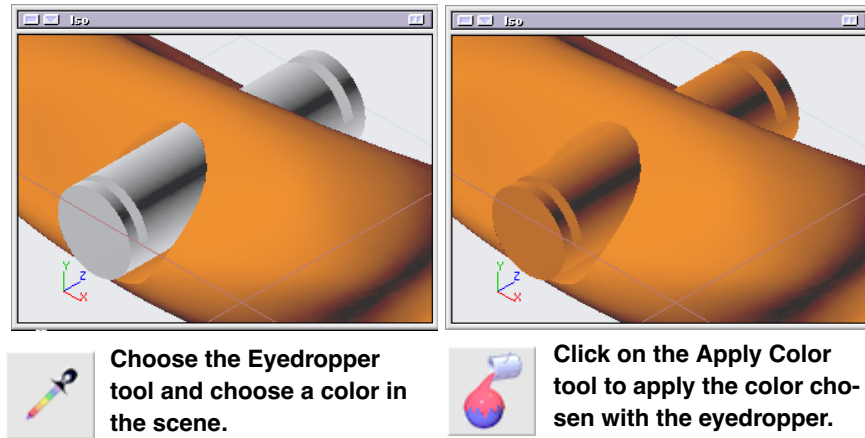 Iso
Iso
Y
Z
X
Y
Z
X
Choose the Eyedropper
tool and choose a color in
the scene.
Click on the Apply Color
tool to apply the color cho-
sen with the eyedropper.